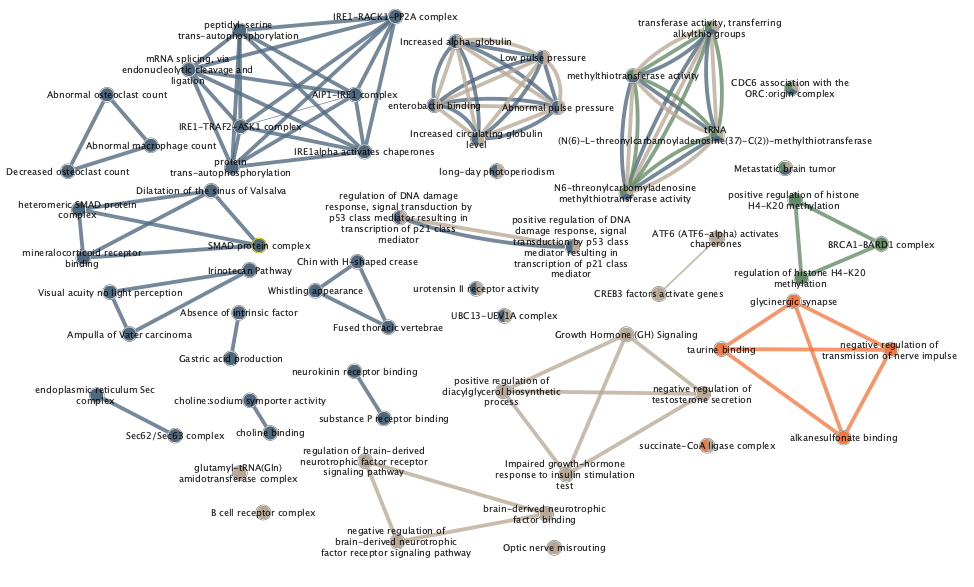 IRE1-RACK1-PP2A complex
peptidyl-serine
trans-autophosphorylation
mRNA splicing, via
endonucleolytic cleavage and
ligation
AIP1-IRE1 complex
IRE1-TRAF2-ASK1 complex
IRE1alpha activates chaperones
protein
trans-autophosphorylation
Abnormal osteoclast count
Abnormal macrophage count
Decreased osteoclast count
Increased alpha-globulin
Low pulse pressure
enterobactin binding
Abnormal pulse pressure
Increased circulating globulin
level
transferase activity, transferring
alkylthio groups
methylthiotransferase activity
tRNA
(N(6)-L-threonylcarbamoyladenosine(37)-C(2))-methylthiotransferase
N6-threonylcarbomyladenosine
methylthiotransferase activity
CDC6 association with the
ORC:origin complex
long-day photoperiodism
Metastatic brain tumor
Dilatation of the sinus of Valsalva
heteromeric SMAD protein
complex
SMAD protein complex
mineralocorticoid receptor
binding
regulation of DNA damage
response, signal transduction by
p53 class mediator resulting in
transcription of p21 class
mediator
positive regulation of DNA
damage response, signal
transduction by p53 class
mediator resulting in
transcription of p21 class
mediator
positive regulation of histone
H4-K20 methylation
BRCA1-BARD1 complex
regulation of histone H4-K20
methylation
ATF6 (ATF6-alpha) activates
chaperones
CREB3 factors activate genes
Irinotecan Pathway
Visual acuity no light perception
Ampulla of Vater carcinoma
Chin with H-shaped crease
Whistling appearance
Fused thoracic vertebrae
urotensin II receptor activity
UBC13-UEV1A complex
Absence of intrinsic factor
Gastric acid production
glycinergic synapse
taurine binding
negative regulation of
transmission of nerve impulse
alkanesulfonate binding
Growth Hormone (GH) Signaling
positive regulation of
diacylglycerol biosynthetic
process
negative regulation of
testosterone secretion
Impaired growth-hormone
response to insulin stimulation
test
neurokinin receptor binding
substance P receptor binding
endoplasmic reticulum Sec
complex
Sec62/Sec63 complex
choline:sodium symporter activity
choline binding
succinate-CoA ligase complex
regulation of brain-derived
neurotrophic factor receptor
signaling pathway
glutamyl-tRNA(Gln)
amidotransferase complex
B cell receptor complex
brain-derived neurotrophic
factor binding
negative regulation of
brain-derived neurotrophic
factor receptor signaling pathway
Optic nerve misrouting